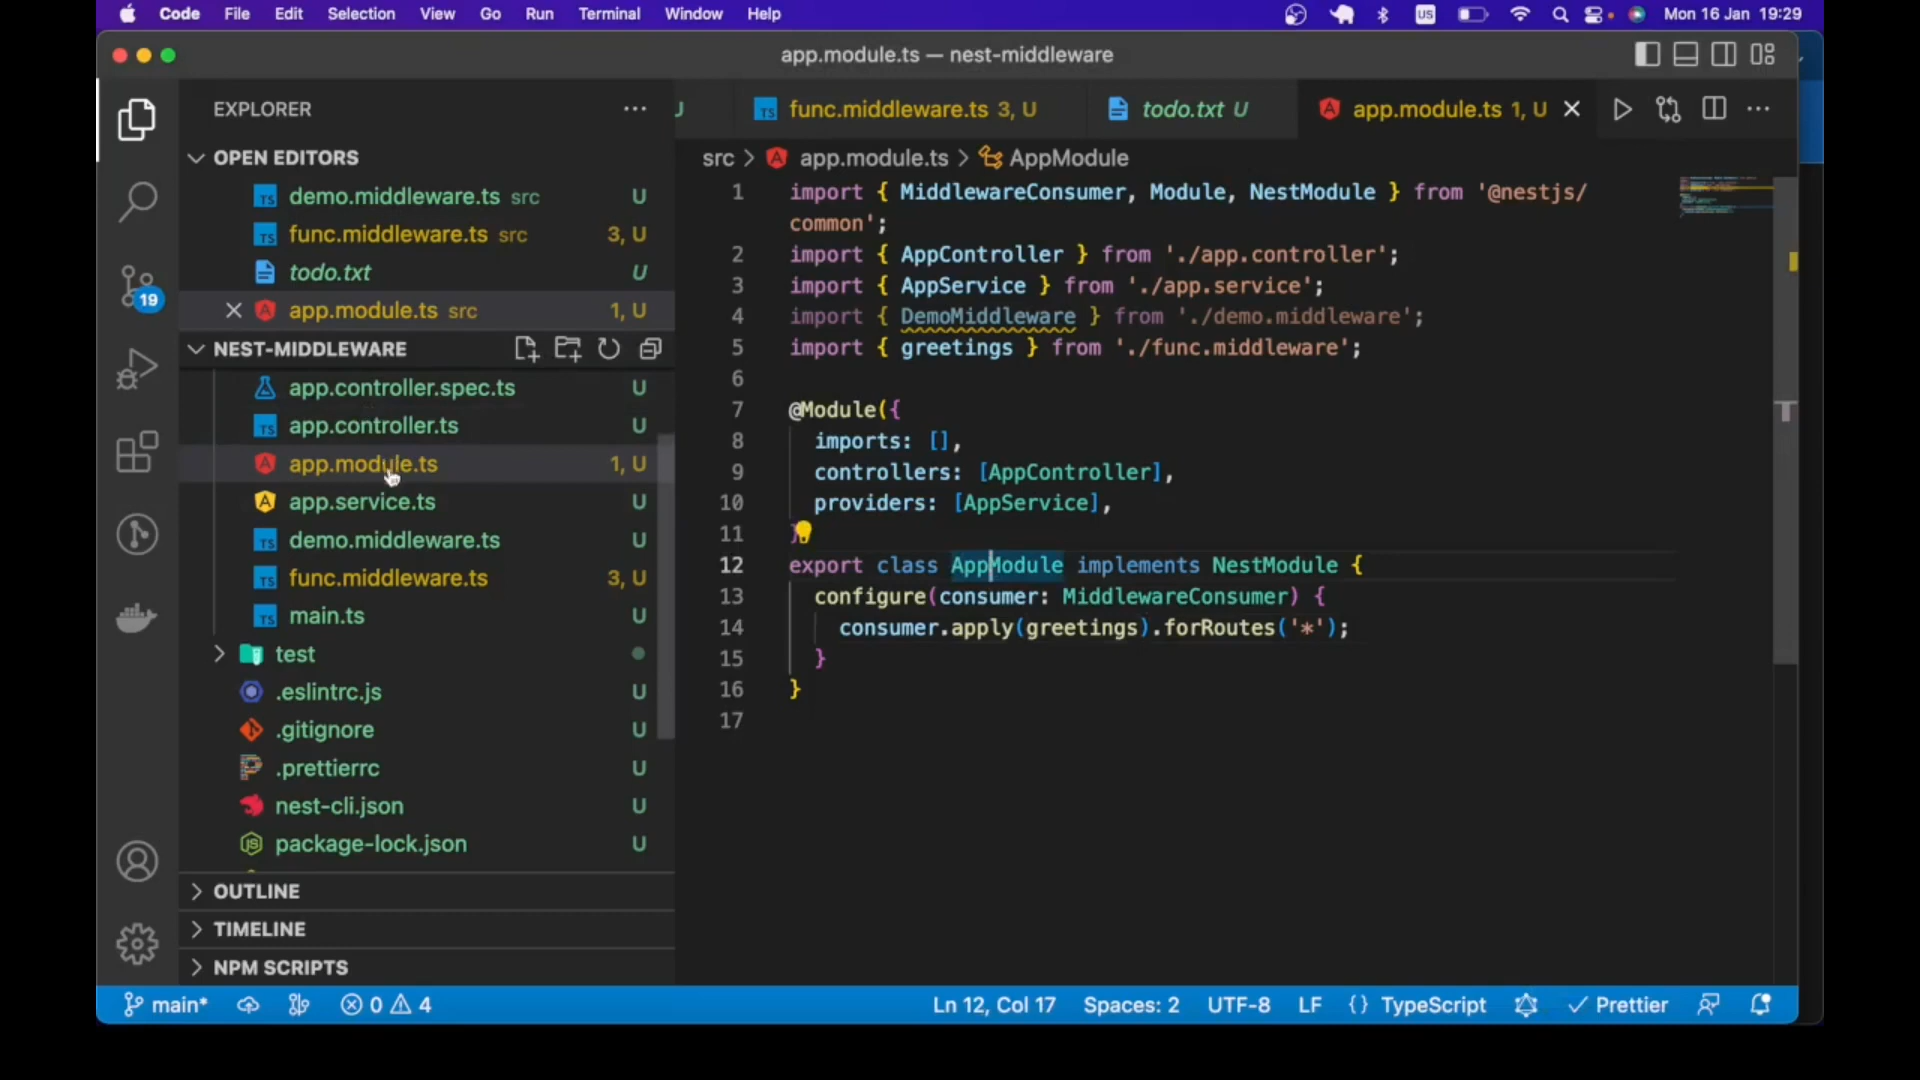 Code File Edit Selection View Go Run Terminal Window Help US Mon 16 Jan 19:29
app.module.ts — nest-middleware
EXPLORER
OPEN EDITORS
demo.middleware.ts src U
func.middleware.ts src 3, U
todo.txt U
app.module.ts src 1, U
NEST-MIDDLEWARE
app.controller.spec.ts U
app.controller.ts U
app.module.ts 1, U
app.service.ts U
demo.middleware.ts U
func.middleware.ts 3, U
main.ts U
test
.eslintrc.js U
.gitignore U
.prettierrc U
nest-cli.json U
package-lock.json U
OUTLINE
TIMELINE
NPM SCRIPTS
19
U func.middleware.ts 3, U todo.txt U app.module.ts 1, U
src > app.module.ts > AppModule
1 import { MiddlewareConsumer, Module, NestModule } from '@nestjs/
common';
2 import { AppController } from './app.controller';
3 import { AppService } from './app.service';
4 import { DemoMiddleware } from './demo.middleware';
5 import { greetings } from './func.middleware';
6
7 @Module({
8 imports: [],
9 controllers: [AppController],
10 providers: [AppService],
11 }
12 export class AppModule implements NestModule {
13 configure(consumer: MiddlewareConsumer) {
14 consumer.apply(greetings).forRoutes('*');
15 }
16 }
17
main* 0 4 Ln 12, Col 17 Spaces: 2 UTF-8 LF {} TypeScript Prettier